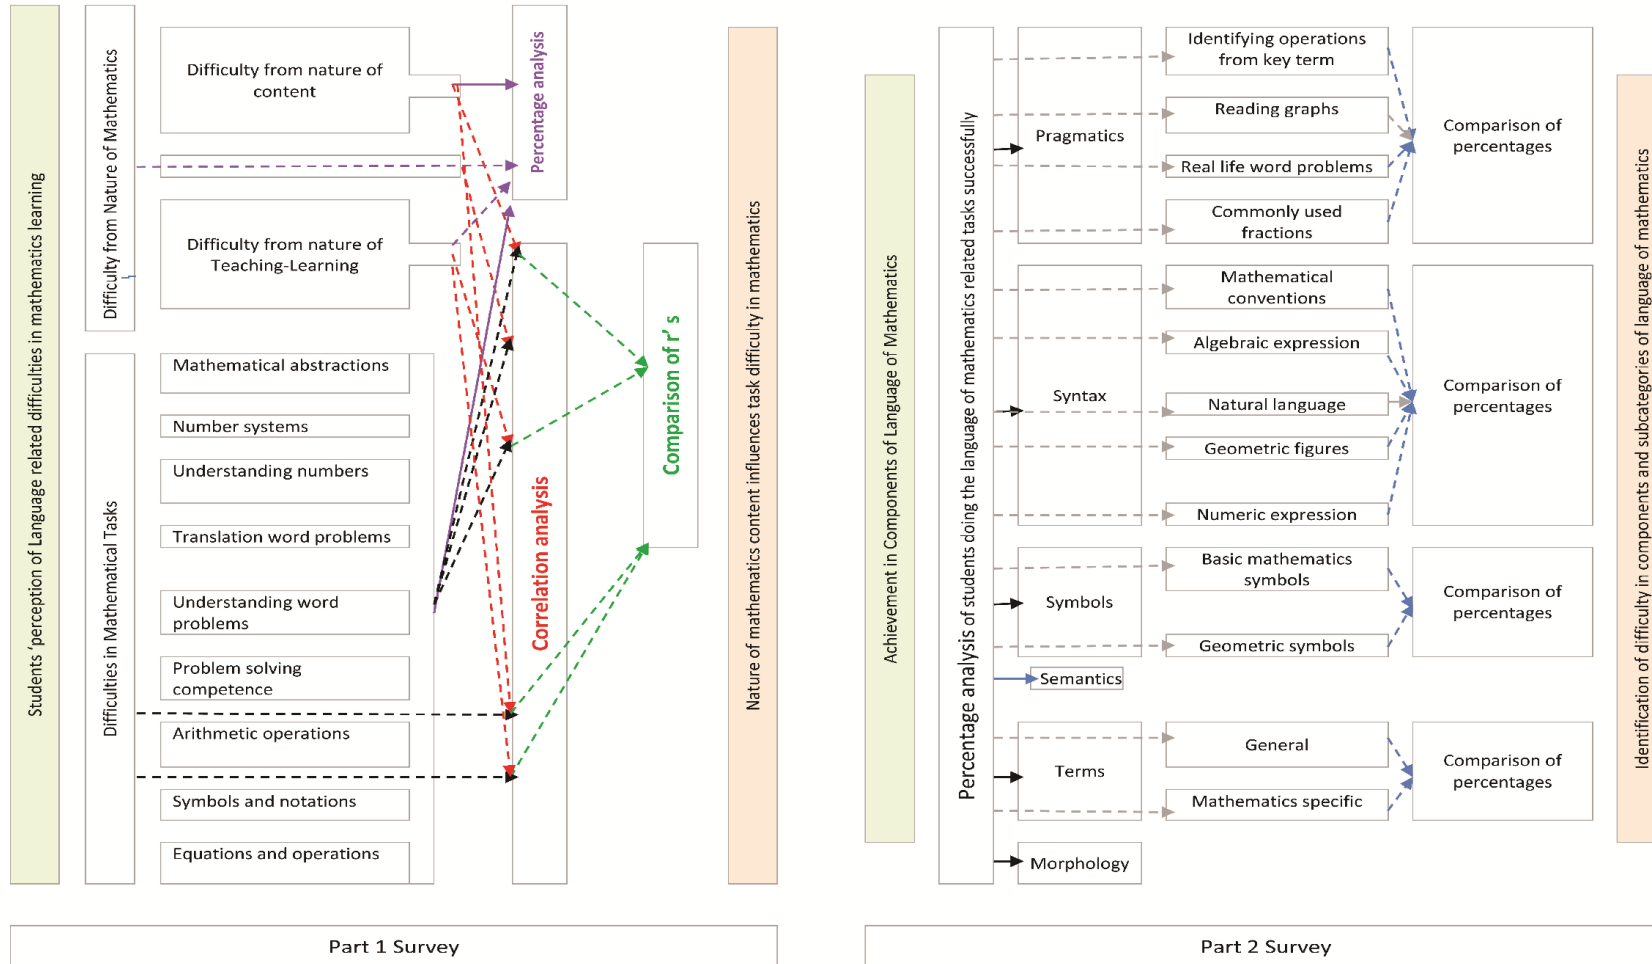 Students ‘perception of Language related difficulties in mathematics learning
Difficulty from Nature of Mathematics
Difficulty from nature of
content
Difficulty from nature of
Teaching-Learning
Percentage analysis
Difficulties in Mathematical Tasks
Mathematical abstractions
Number systems
Understanding numbers
Translation word problems
Understanding word
problems
Problem solving
competence
Arithmetic operations
Symbols and notations
Equations and operations
Correlation analysis
Comparison of r’ s
Nature of mathematics content influences task difficulty in mathematics
Part 1 Survey
Achievement in Components of Language of Mathematics
Percentage analysis of students doing the language of mathematics related tasks successfully
Pragmatics
Identifying operations
from key term
Reading graphs
Real life word problems
Commonly used
fractions
Comparison of
percentages
Syntax
Mathematical
conventions
Algebraic expression
Natural language
Geometric figures
Numeric expression
Comparison of
percentages
Symbols
Basic mathematics
symbols
Geometric symbols
Comparison of
percentages
Semantics
Terms
General
Mathematics specific
Comparison of
percentages
Morphology
Identification of difficulty in components and subcategories of language of mathematics
Part 2 Survey